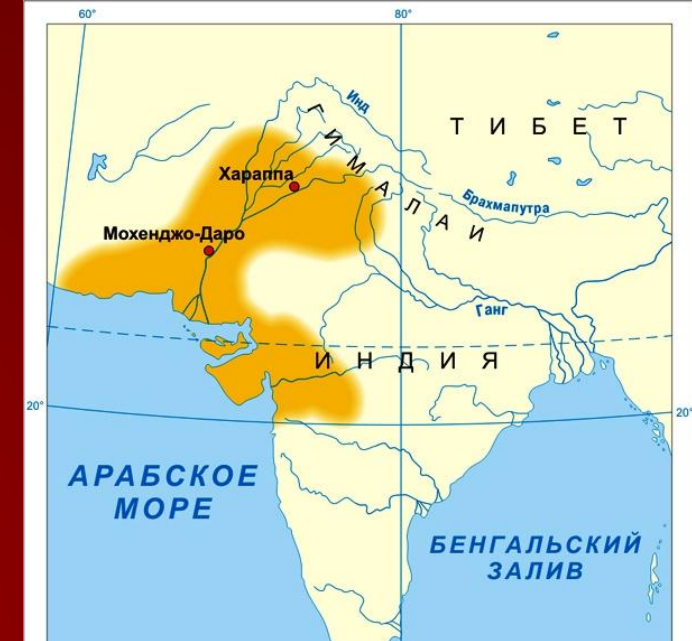 60°
80°
Инд
ГИМАЛАИ
ТИБЕТ
Хараппа
Брахмапутра
Мохенджо-Даро
Ганг
ИНДИЯ
20°
20°
АРАБСКОЕ
МОРЕ
БЕНГАЛЬСКИЙ
ЗАЛИВ